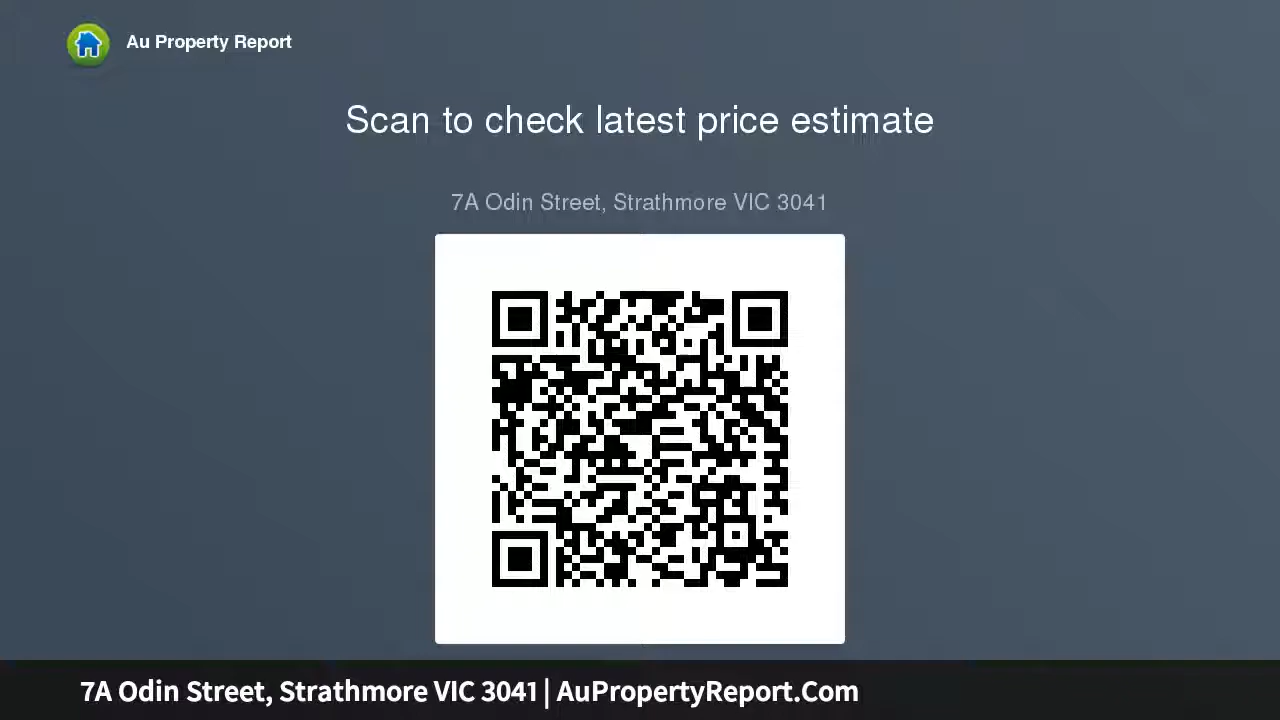 Au Property Report
Scan to check latest price estimate
7A Odin Street, Strathmore VIC 3041
7A Odin Street, Strathmore VIC 3041 | AuPropertyReport.Com